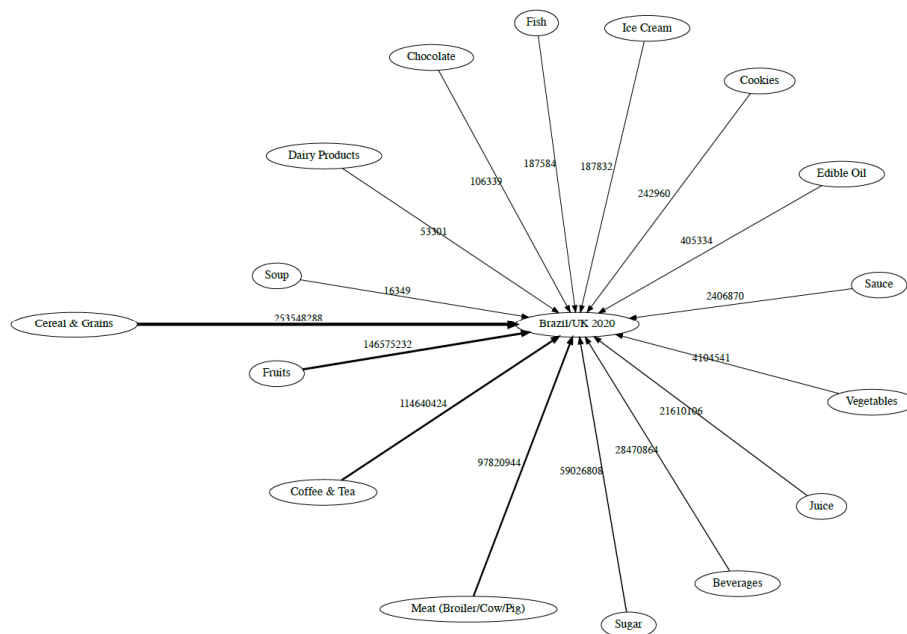 Fish
Ice Cream
Chocolate
Cookies
Dairy Products
187584
187832
Edible Oil
106339
242960
53301
405334
Soup
16349
Sauce
2406870
Cereal & Grains
253548288
Brazil/UK 2020
146575232
4104541
Fruits
Vegetables
114640424
21610106
28470864
97820944
59026808
Coffee & Tea
Juice
Beverages
Meat (Broiler/Cow/Pig)
Sugar